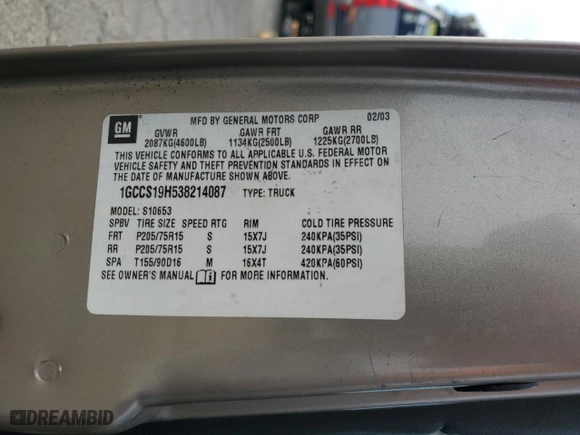 GM
MFD BY GENERAL MOTORS CORP 02/03
GVWR GAWR FRT GAWR RR
2087KG(4600LB) 1134KG(2500LB) 1225KG(2700LB)
THIS VEHICLE CONFORMS TO ALL APPLICABLE U.S. FEDERAL MOTOR
VEHICLE SAFETY AND THEFT PREVENTION STANDARDS IN EFFECT ON
THE DATE OF MANUFACTURE SHOWN ABOVE.
1GCCS19H538214087 TYPE: TRUCK
MODEL: S10653
SPBV TIRE SIZE SPEED RTG RIM COLD TIRE PRESSURE
FRT P205/75R15 S 15X7J 240KPA(35PSI)
RR P205/75R15 S 15X7J 240KPA(35PSI)
SPA T155/90D16 M 16X4T 420KPA(60PSI)
SEE OWNER'S MANUAL FOR MORE INFORMATION.
DREAMBID